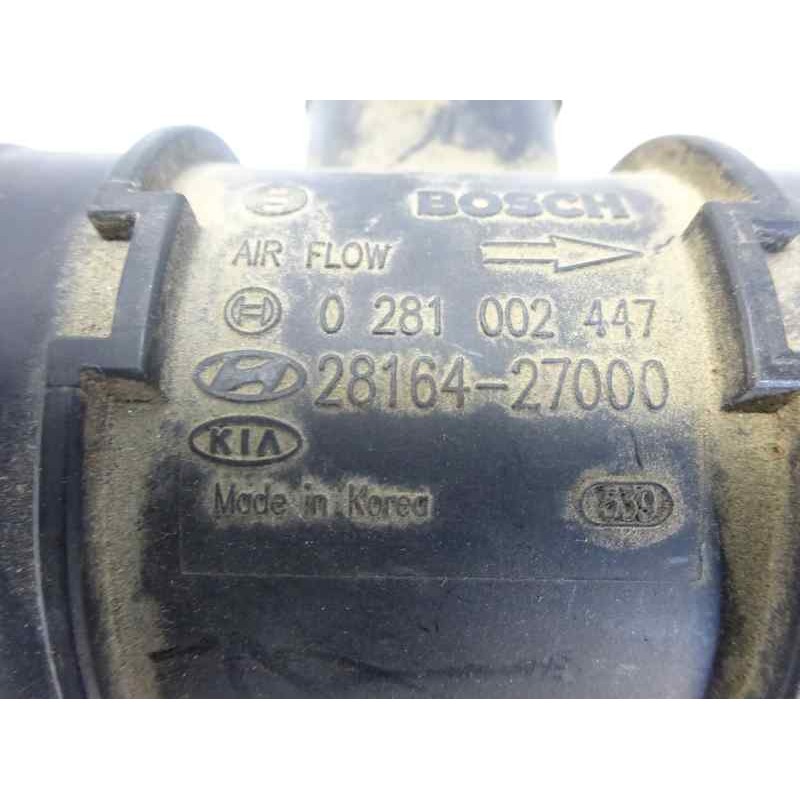 BOSCH
AIR FLOW
0 281 002 447
28164-27000
KIA
Made in Korea